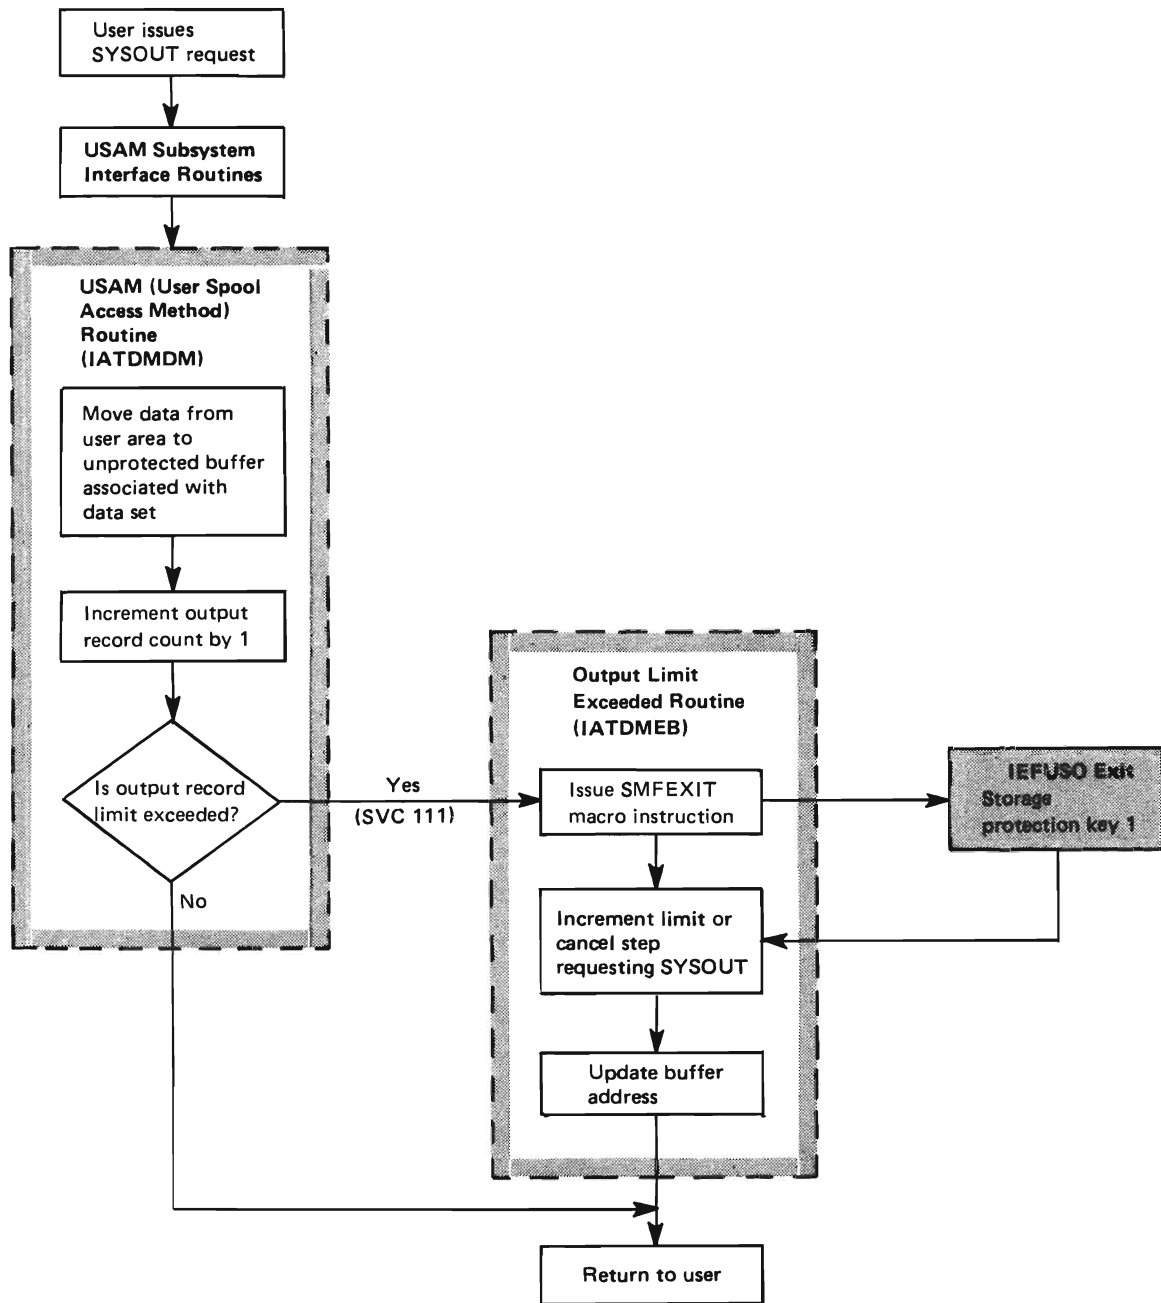 User issues
SYSOUT request
USAM Subsystem
Interface Routines
USAM (User Spool
Access Method)
Routine
(IATDMDM)
Move data from
user area to
unprotected buffer
associated with
data set
Increment output
record count by 1
Is output record
limit exceeded?
Yes
(SVC 111)
No
Output Limit
Exceeded Routine
(IATDMEB)
Issue SMFEXIT
macro instruction
IEFUSO Exit
Storage
protection key 1
Increment limit or
cancel step
requesting SYSOUT
Update buffer
address
Return to user